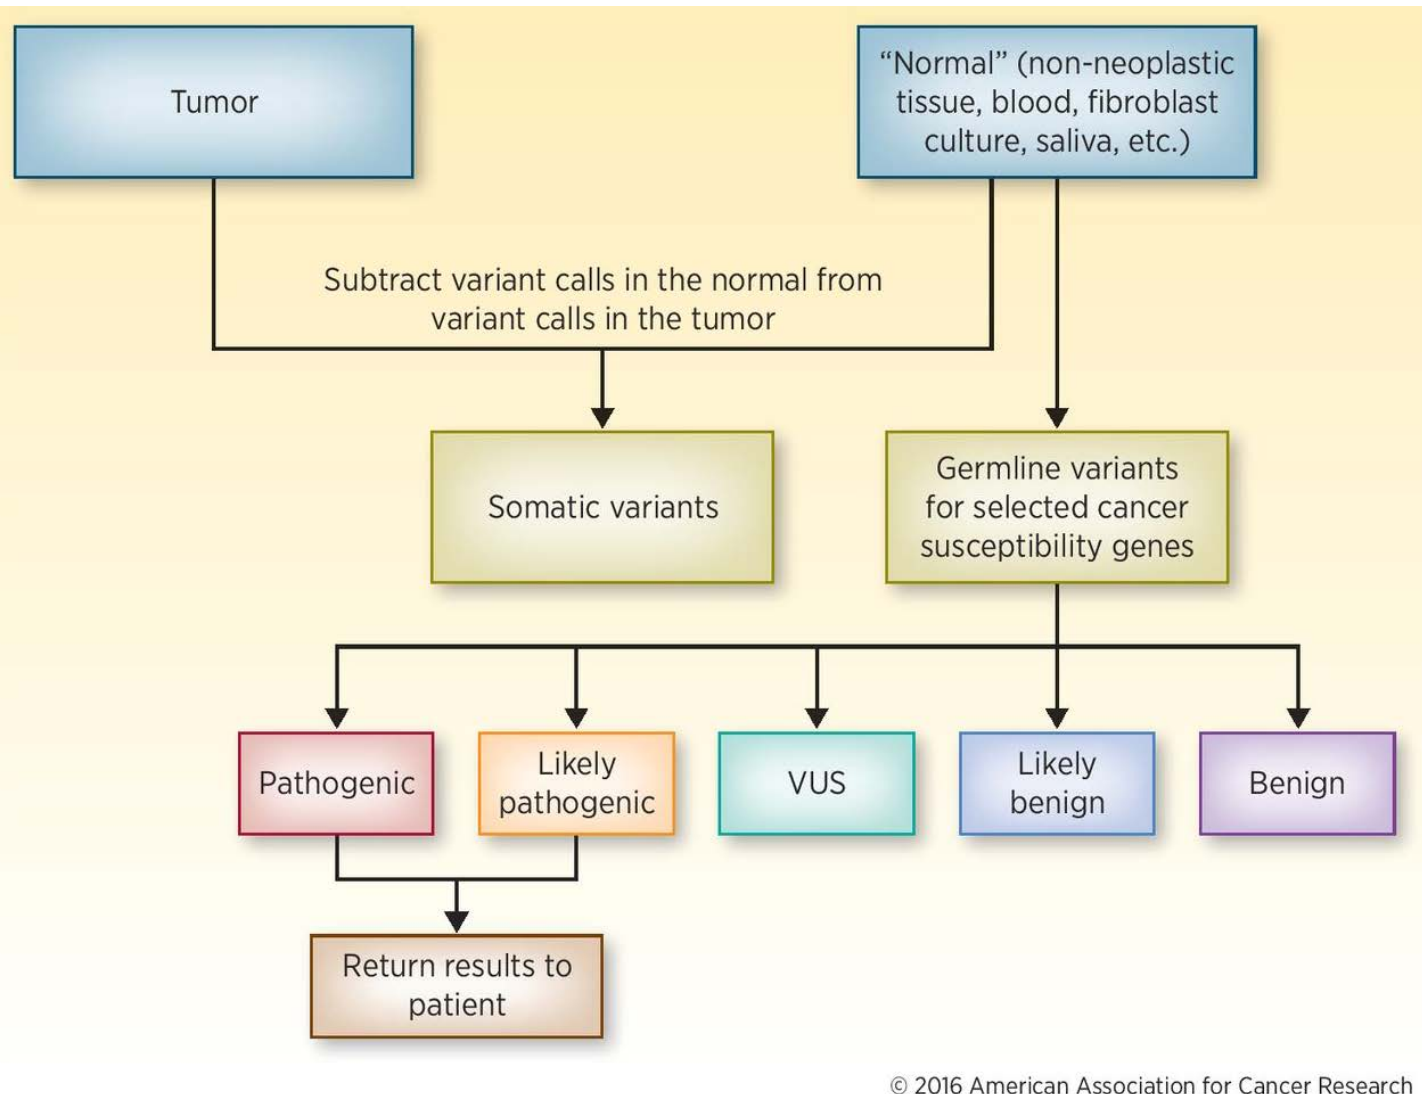 Tumor
“Normal” (non-neoplastic
tissue, blood, fibroblast
culture, saliva, etc.)
Subtract variant calls in the normal from
variant calls in the tumor
Somatic variants
Germline variants
for selected cancer
susceptibility genes
Pathogenic
Likely
pathogenic
VUS
Likely
benign
Benign
Return results to
patient
© 2016 American Association for Cancer Research